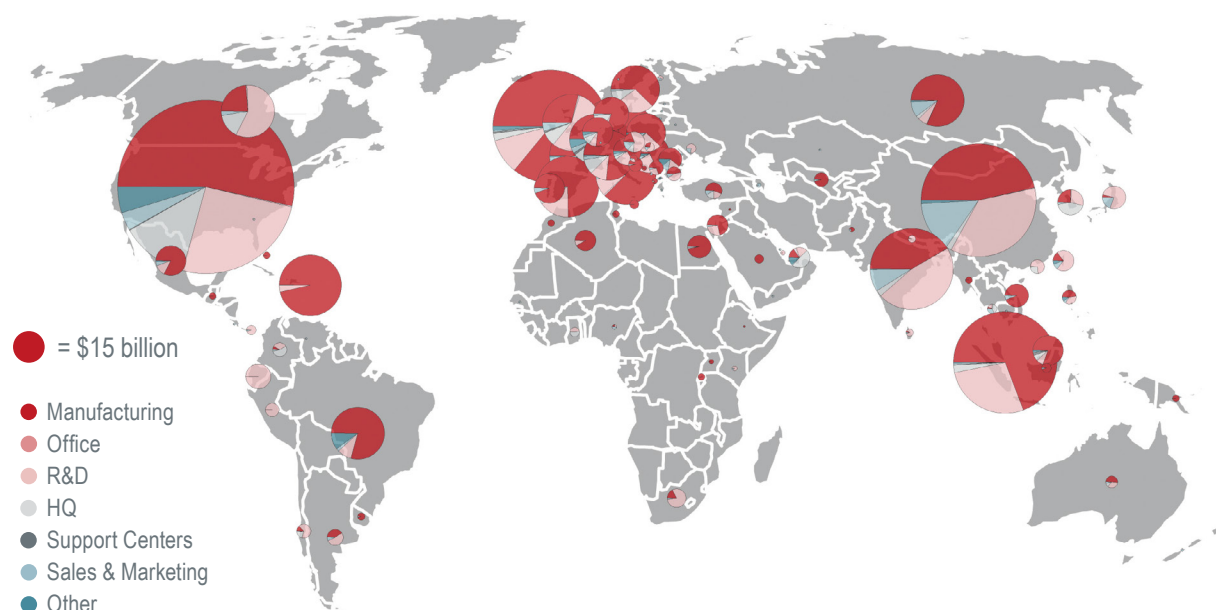 = $15 billion
Manufacturing
Office
R&D
HQ
Support Centers
Sales & Marketing
Other